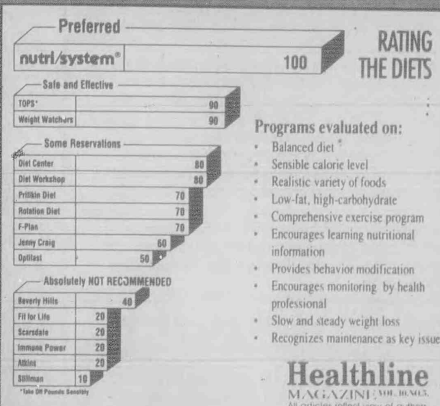 Preferred
nutri/system® 100
RATING
THE DIETS
Safe and Effective
TOPS* 90
Weight Watchers 90
Some Reservations
Diet Center 80
Diet Workshop 80
Pritikin Diet 70
Rotation Diet 70
F-Plan 70
Jenny Craig 60
Optifast 50
Absolutely NOT RECOMMENDED
Beverly Hills 40
Fit for Life 20
Scarsdale 20
Immune Power 20
Atkins 20
Stillman 10
*Take Off Pounds Sensibly
Programs evaluated on:
• Balanced diet
• Sensible calorie level
• Realistic variety of foods
• Low-fat, high-carbohydrate
• Comprehensive exercise program
• Encourages learning nutritional
information
• Provides behavior modification
• Encourages monitoring by health
professional
• Slow and steady weight loss
• Recognizes maintenance as key issue
Healthline
MAGAZINE